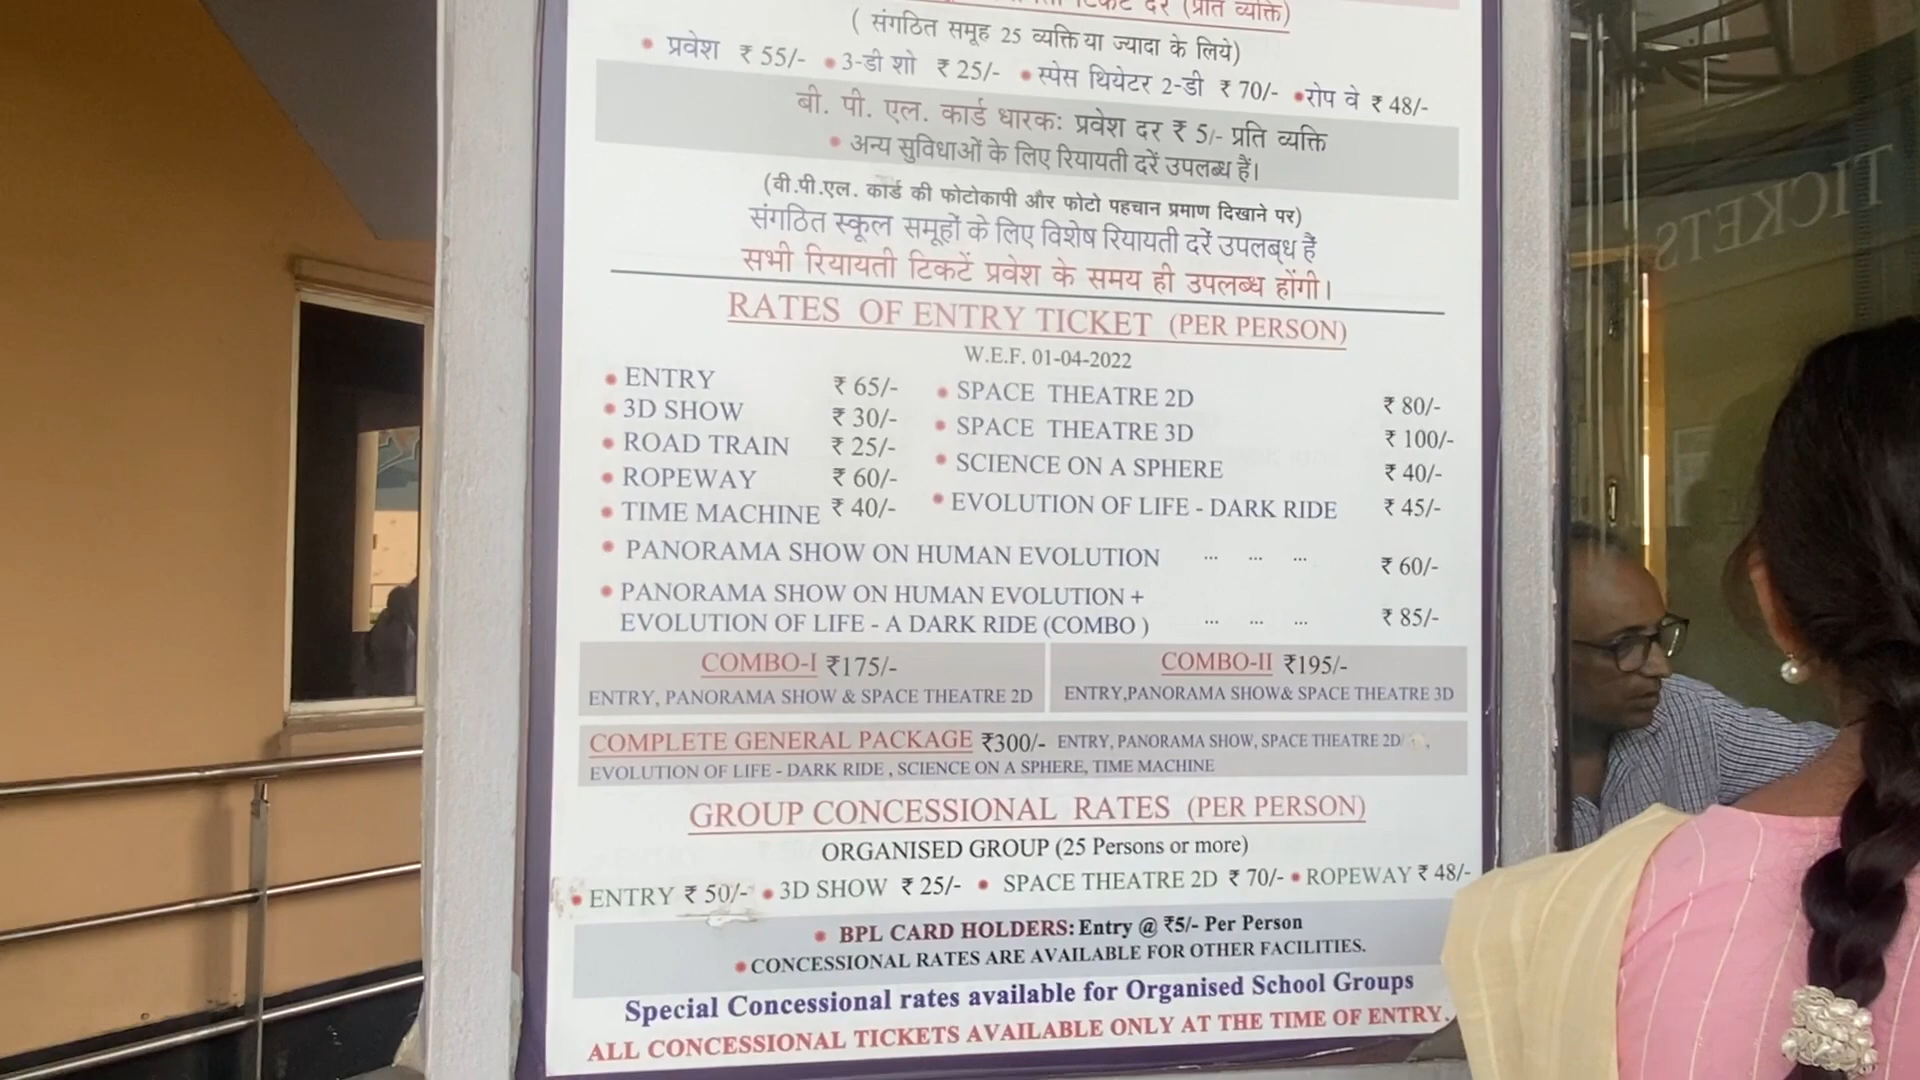 टिकट दर (प्रति व्यक्ति)
( संगठित समूह 25 व्यक्ति या ज्यादा के लिये)
• प्रवेश ₹ 55/- • 3-डी शो ₹ 25/- • स्पेस थियेटर 2-डी ₹ 70/- • रोप वे ₹ 48/-
बी. पी. एल. कार्ड धारकः प्रवेश दर ₹ 5/- प्रति व्यक्ति
• अन्य सुविधाओं के लिए रियायती दरें उपलब्ध हैं।
(वी.पी.एल. कार्ड की फोटोकापी और फोटो पहचान प्रमाण दिखाने पर)
संगठित स्कूल समूहों के लिए विशेष रियायती दरें उपलब्ध हैं
सभी रियायती टिकटें प्रवेश के समय ही उपलब्ध होंगी।
RATES OF ENTRY TICKET (PER PERSON)
W.E.F. 01-04-2022
• ENTRY ₹ 65/- • SPACE THEATRE 2D ₹ 80/-
• 3D SHOW ₹ 30/- • SPACE THEATRE 3D ₹ 100/-
• ROAD TRAIN ₹ 25/- • SCIENCE ON A SPHERE ₹ 40/-
• ROPEWAY ₹ 60/- • EVOLUTION OF LIFE - DARK RIDE ₹ 45/-
• TIME MACHINE ₹ 40/-
• PANORAMA SHOW ON HUMAN EVOLUTION ... ... ... ₹ 60/-
• PANORAMA SHOW ON HUMAN EVOLUTION +
EVOLUTION OF LIFE - A DARK RIDE (COMBO ) ... ... ... ₹ 85/-
COMBO-I ₹175/-
ENTRY, PANORAMA SHOW & SPACE THEATRE 2D
COMBO-II ₹195/-
ENTRY,PANORAMA SHOW& SPACE THEATRE 3D
COMPLETE GENERAL PACKAGE ₹300/- ENTRY, PANORAMA SHOW, SPACE THEATRE 2D/ ,
EVOLUTION OF LIFE - DARK RIDE , SCIENCE ON A SPHERE, TIME MACHINE
GROUP CONCESSIONAL RATES (PER PERSON)
ORGANISED GROUP (25 Persons or more)
• ENTRY ₹ 50/- • 3D SHOW ₹ 25/- • SPACE THEATRE 2D ₹ 70/- • ROPEWAY ₹ 48/-
• BPL CARD HOLDERS: Entry @ ₹5/- Per Person
• CONCESSIONAL RATES ARE AVAILABLE FOR OTHER FACILITIES.
Special Concessional rates available for Organised School Groups
ALL CONCESSIONAL TICKETS AVAILABLE ONLY AT THE TIME OF ENTRY.
TICKETS